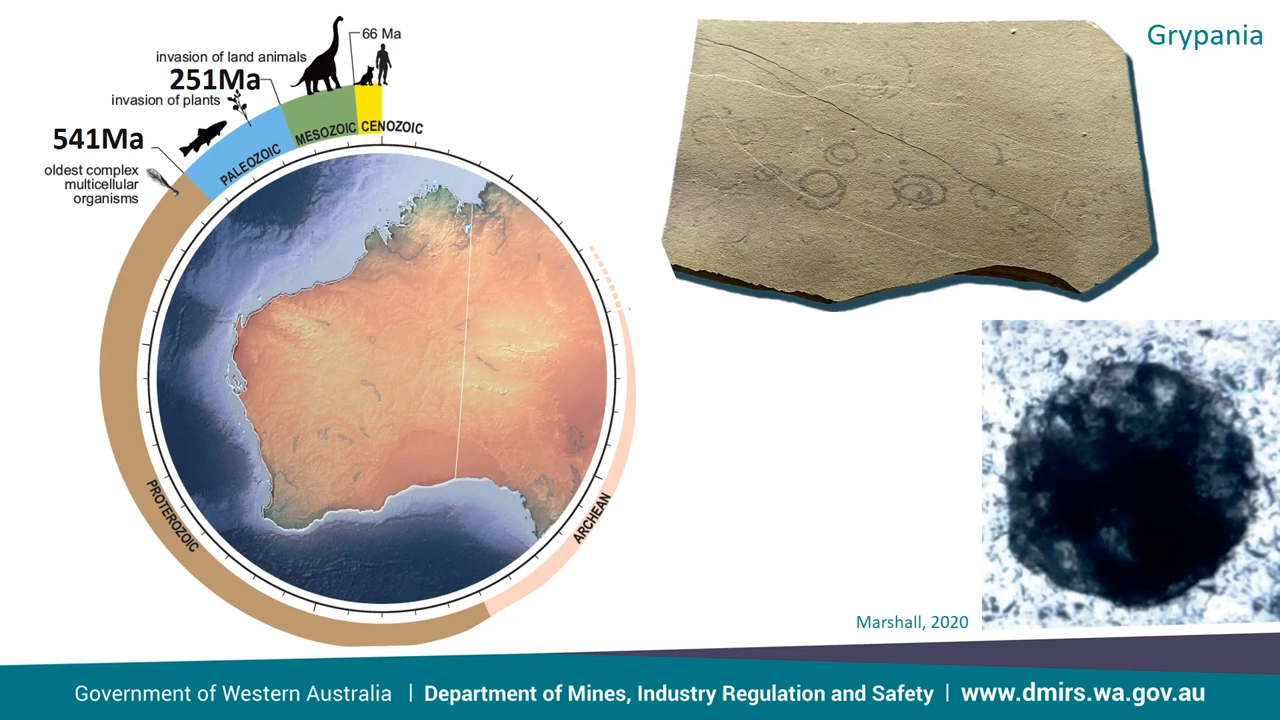 Grypania
66 Ma
invasion of land animals
251Ma
invasion of plants
541Ma
oldest complex
multicellular
organisms
PALEOZOIC
MESOZOIC
CENOZOIC
PROTEROZOIC
ARCHEAN
Marshall, 2020
Government of Western Australia | Department of Mines, Industry Regulation and Safety | www.dmirs.wa.gov.au